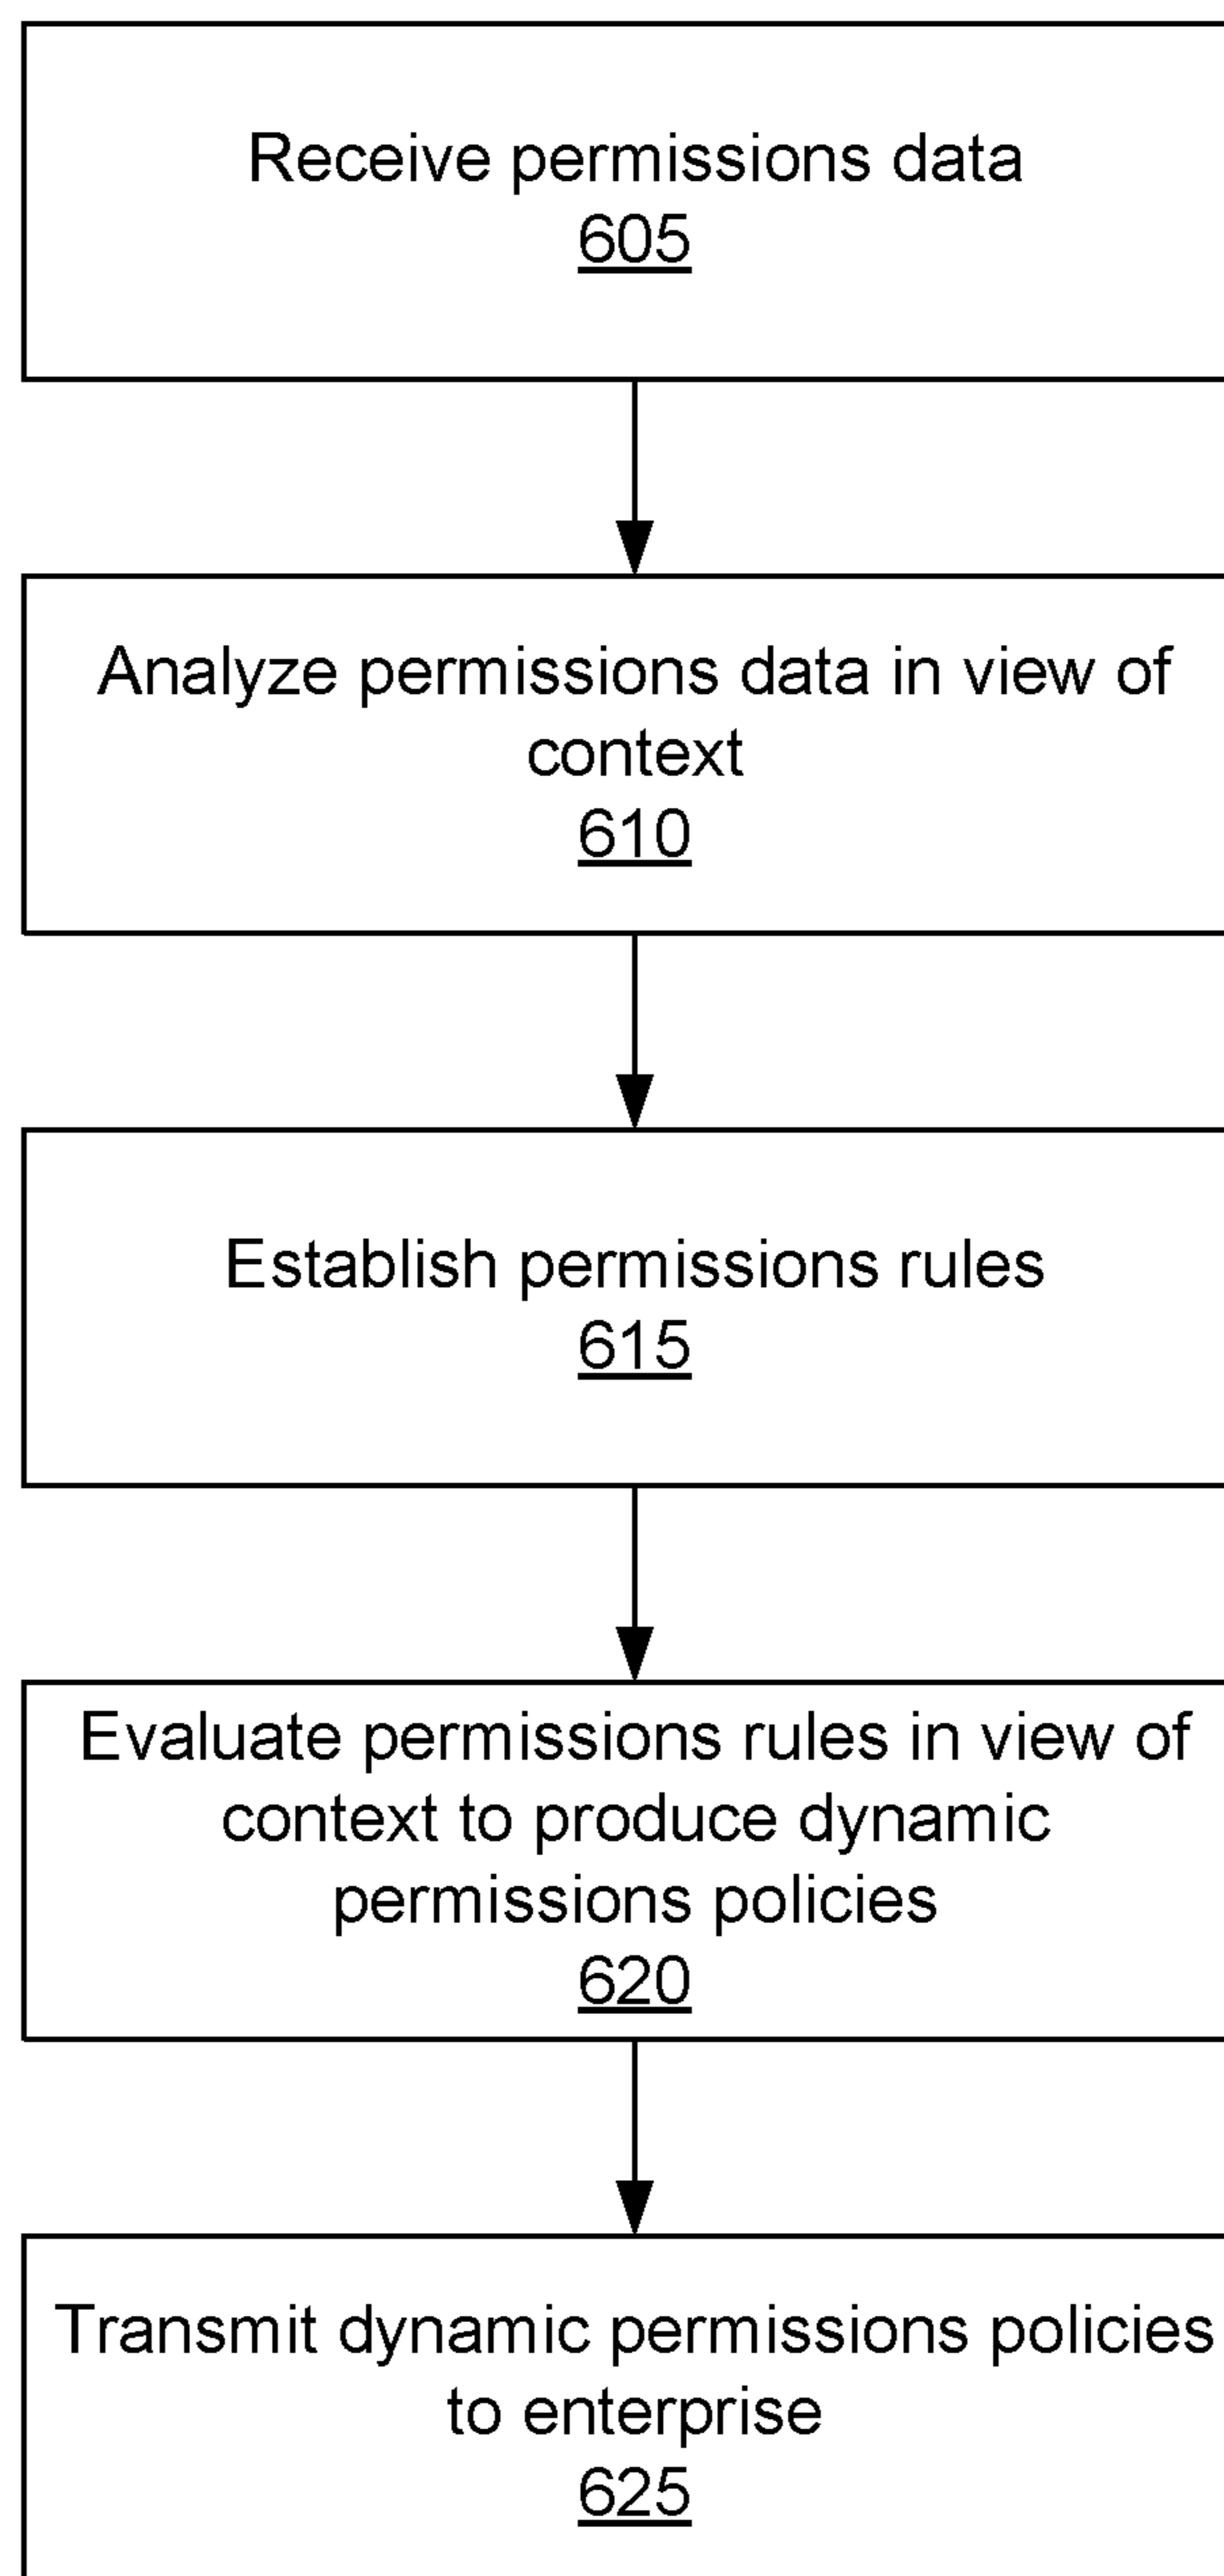 Receive permissions data
605
Analyze permissions data in view of
context
610
Establish permissions rules
615
Evaluate permissions rules in view of
context to produce dynamic
permissions policies
620
Transmit dynamic permissions policies
to enterprise
625